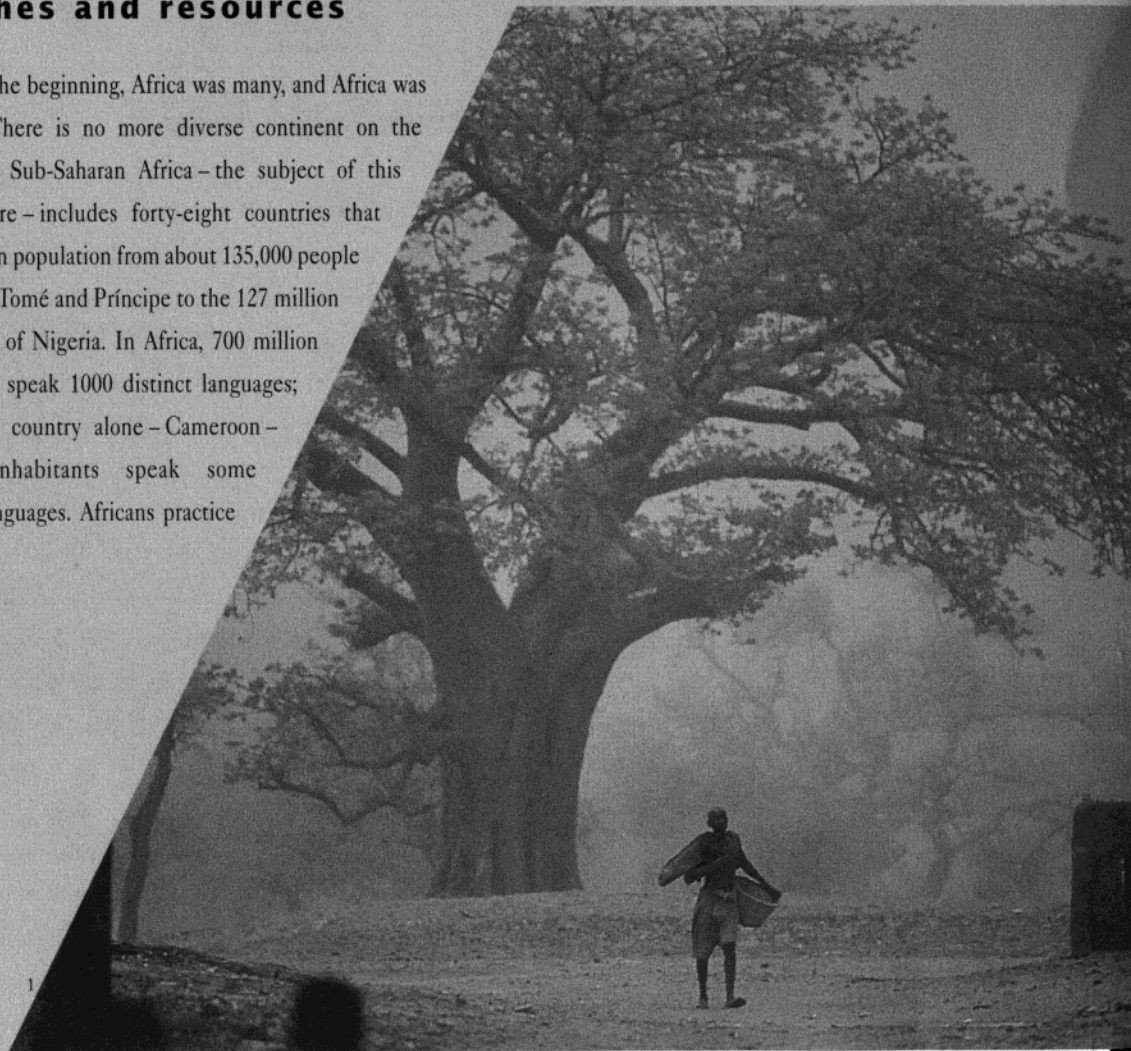 hes and resources
he beginning, Africa was many, and Africa was
There is no more diverse continent on the
Sub-Saharan Africa – the subject of this
re – includes forty-eight countries that
n population from about 135,000 people
Tomé and Príncipe to the 127 million
of Nigeria. In Africa, 700 million
speak 1000 distinct languages;
country alone – Cameroon –
nhabitants speak some
nguages. Africans practice
1